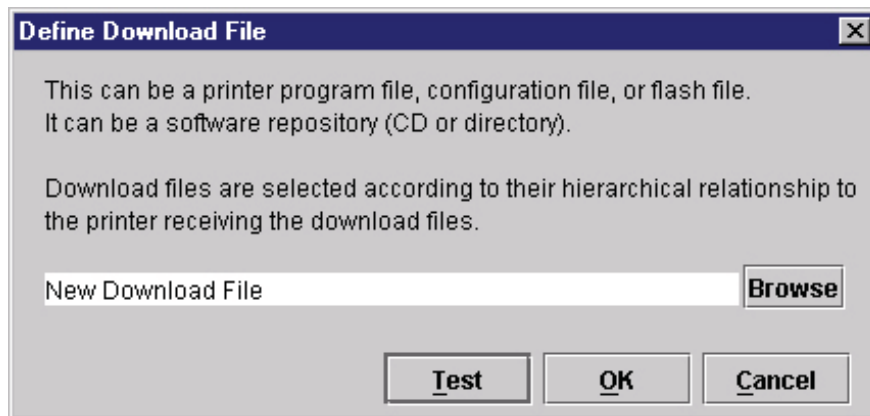 Define Download File
This can be a printer program file, configuration file, or flash file.
It can be a software repository (CD or directory).
Download files are selected according to their hierarchical relationship to
the printer receiving the download files.
New Download File
Browse
Test OK Cancel